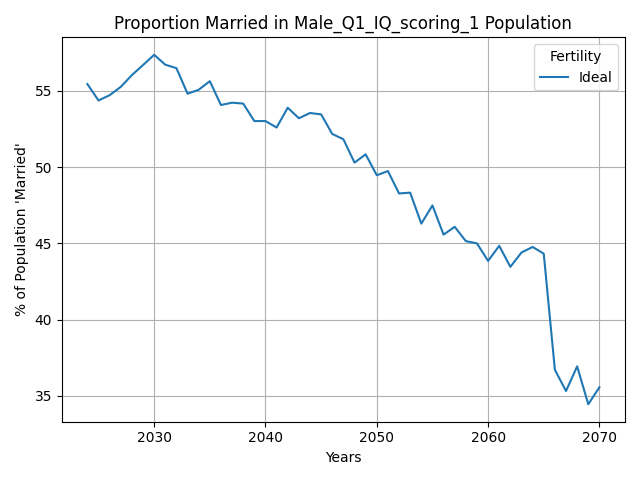 Proportion Married in Male_Q1_IQ_scoring_1 Population
Fertility
Ideal
% of Population 'Married'
55
50
45
40
35
2030 2040 2050 2060 2070
Years